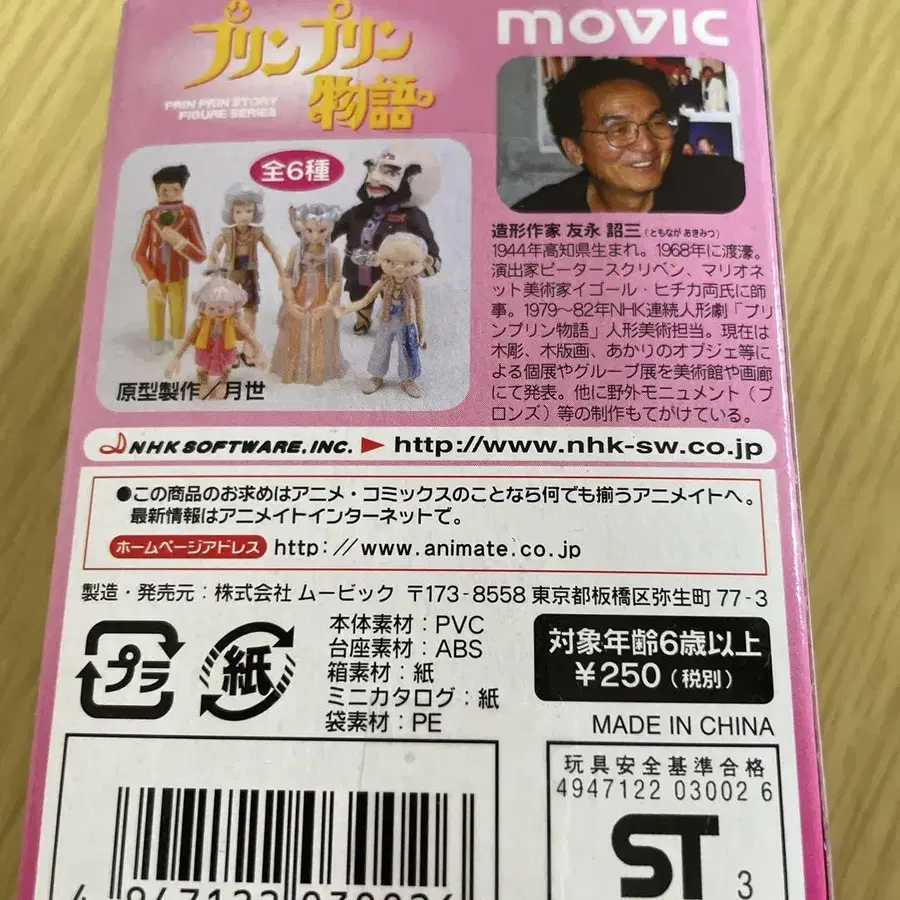 プリンプリン
物語
PRIN PRIN STORY
FIGURE SERIES
movic
全6種
原型製作／月世
造形作家 友永 詔三（ともなが あきみつ）
1944年高知県生まれ。1968年に渡濠。
演出家ピータースクリベン、マリオネ
ット美術家イゴール・ヒチカ両氏に師
事。1979〜82年NHK連続人形劇「プリ
ンプリン物語」人形美術担当。現在は
木彫、木版画、あかりのオブジェ等に
よる個展やグループ展を美術館や画廊
にて発表。他に野外モニュメント（ブ
ロンズ）等の制作もてがけている。
NHK SOFTWARE,INC. ▶ http://www.nhk-sw.co.jp
●この商品のお求めはアニメ・コミックスのことなら何でも揃うアニメイトへ。
最新情報はアニメイトインターネットで。
ホームページアドレス http://www.animate.co.jp
製造・発売元：株式会社 ムービック 〒173-8558 東京都板橋区弥生町 77-3
プラ
紙
本体素材：PVC
台座素材：ABS
箱素材：紙
ミニカタログ：紙
袋素材：PE
対象年齢6歳以上
￥250（税別）
MADE IN CHINA
玩具安全基準合格
4947122 03002 6
ST 3
4 947122 030026